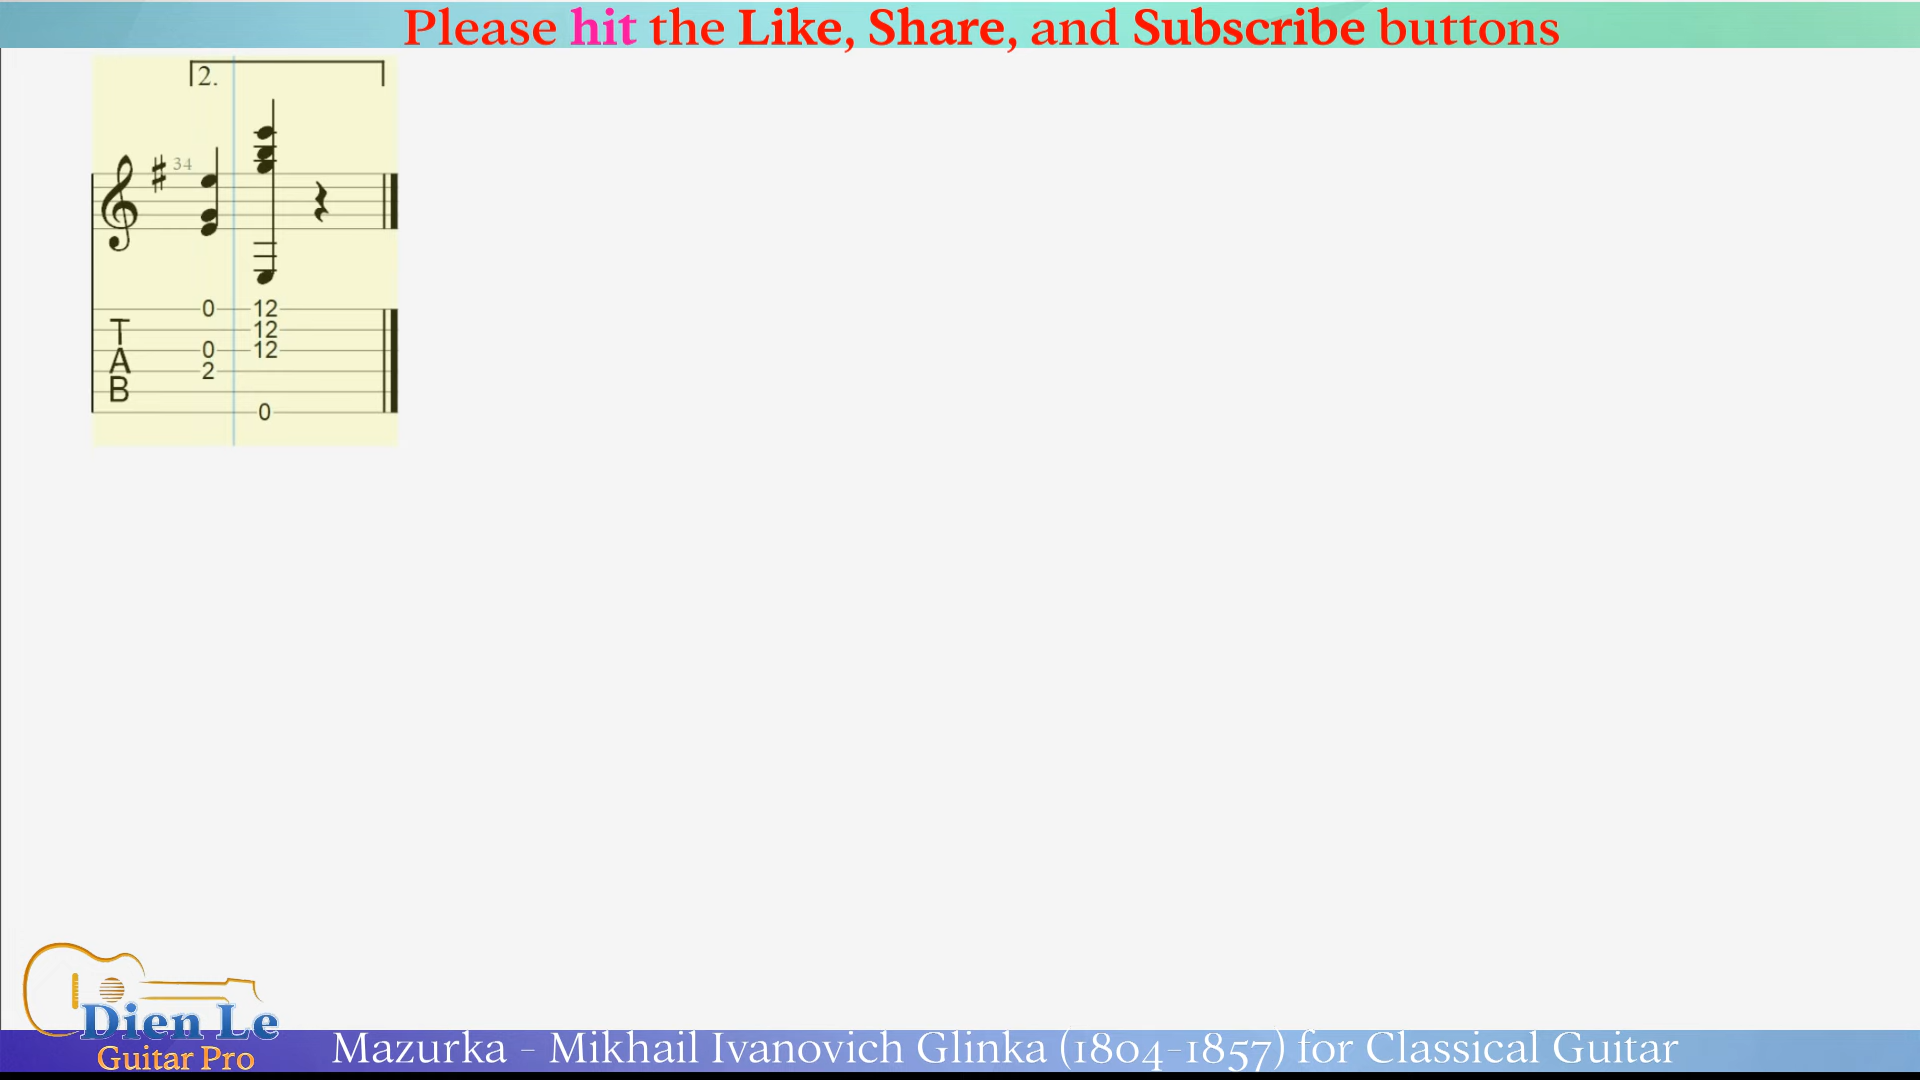 Please hit the Like, Share, and Subscribe buttons
2.
34
0 12
T 12
0 12
A 2
B
0
Dien Le
Guitar Pro
Mazurka - Mikhail Ivanovich Glinka (1804-1857) for Classical Guitar